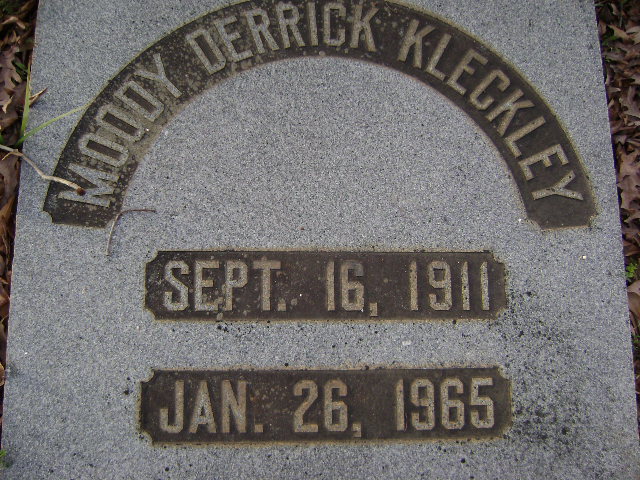 MOODY DERRICK KLECKLEY
SEPT. 16, 1911
JAN. 26, 1965